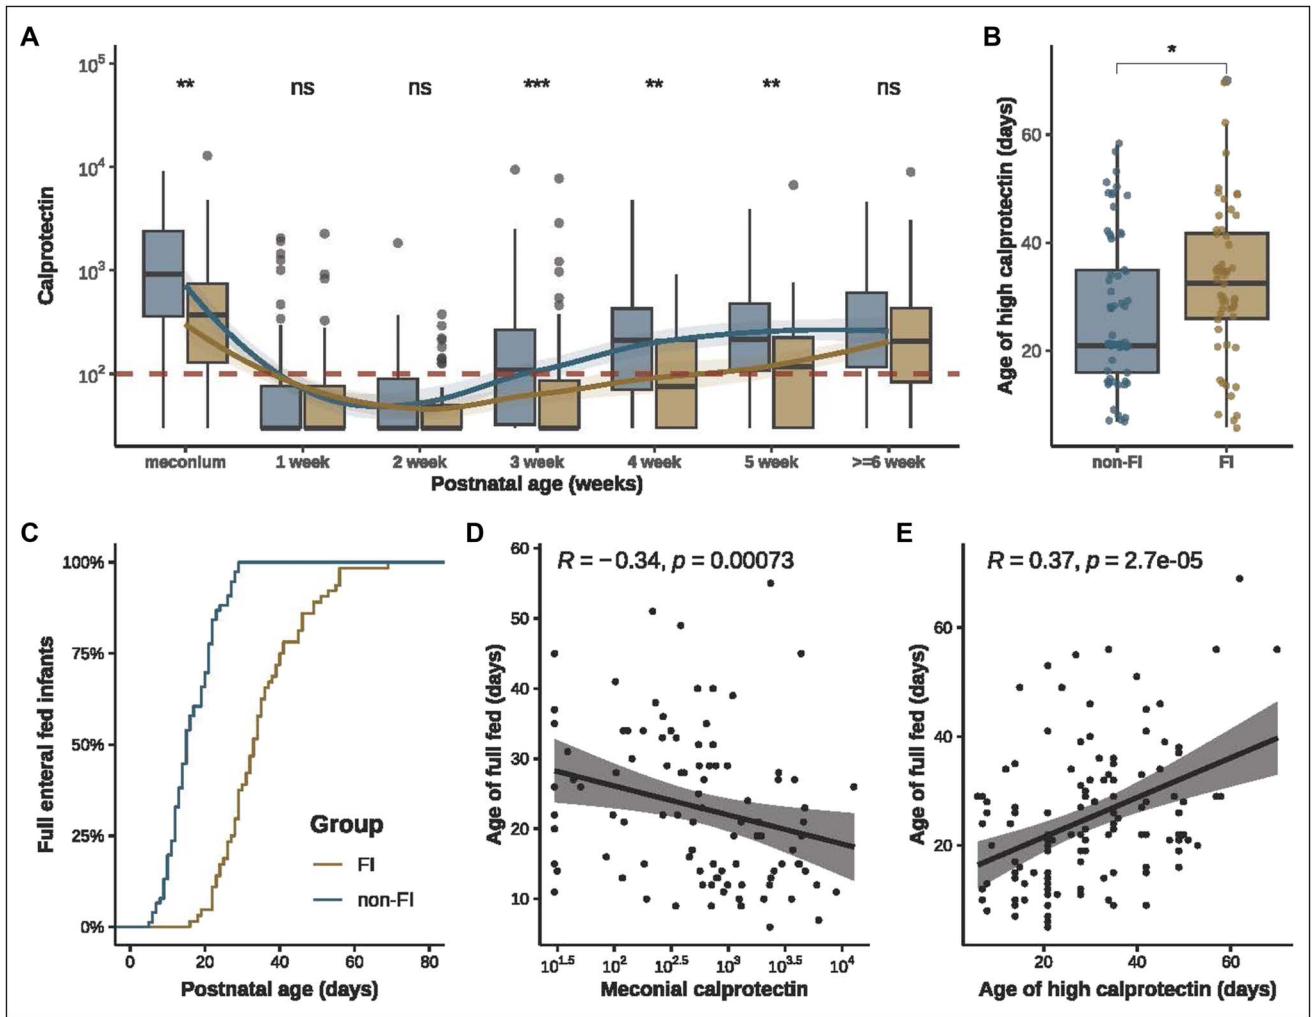 A
Calprotectin
10^5
10^4
10^3
10^2
** ns ns *** ** ** ns
meconium 1 week 2 week 3 week 4 week 5 week >=6 week
Postnatal age (weeks)
B
Age of high calprotectin (days)
60
40
20
*
non-FI FI
C
Full enteral fed infants
100%
75%
50%
25%
0%
Group
FI
non-FI
0 20 40 60 80
Postnatal age (days)
D
Age of full fed (days)
60
50
40
30
20
10
R = −0.34, p = 0.00073
10^1.5 10^2 10^2.5 10^3 10^3.5 10^4
Meconial calprotectin
E
Age of full fed (days)
60
40
20
R = 0.37, p = 2.7e-05
20 40 60
Age of high calprotectin (days)